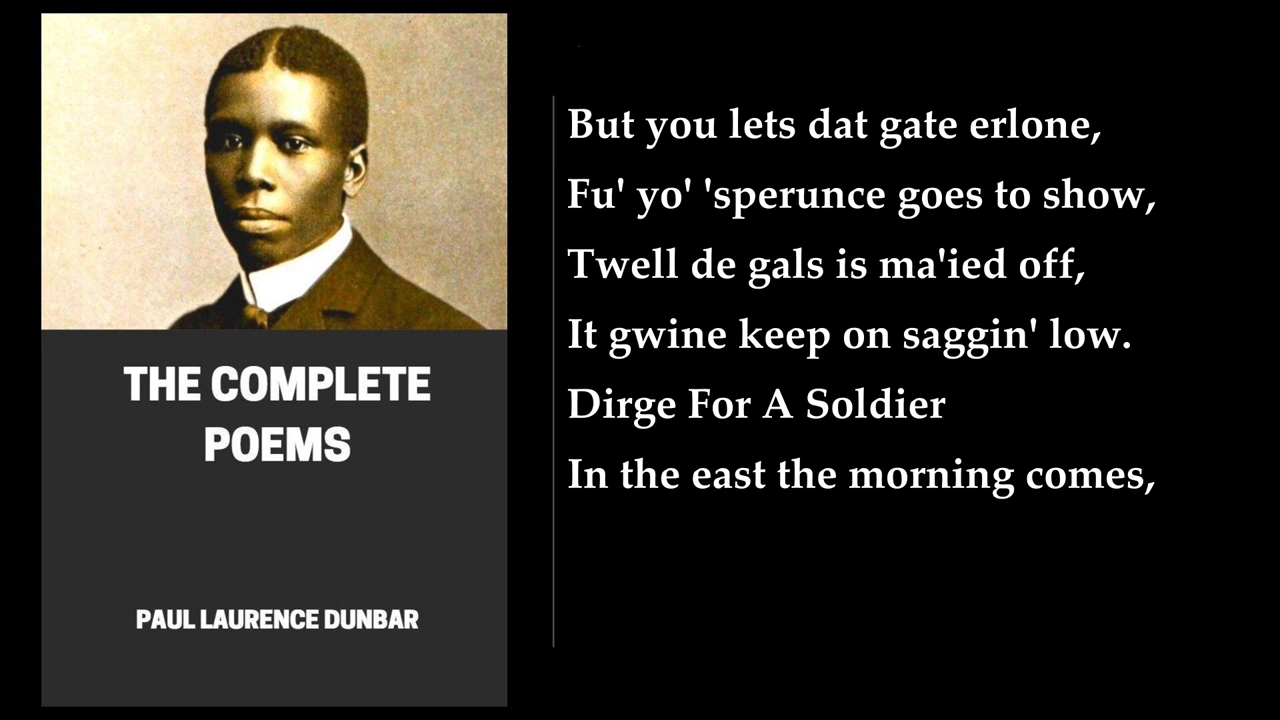 THE COMPLETE
POEMS
PAUL LAURENCE DUNBAR
But you lets dat gate erlone,
Fu' yo' 'sperunce goes to show,
Twell de gals is ma'ied off,
It gwine keep on saggin' low.
Dirge For A Soldier
In the east the morning comes,